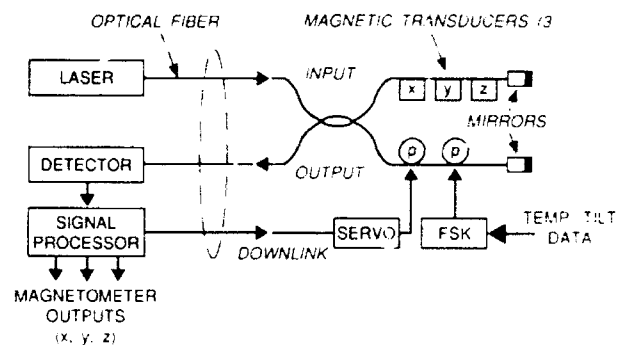 OPTICAL FIBER
MAGNETIC TRANSDUCERS (3
LASER
INPUT
x y z
MIRRORS
DETECTOR
OUTPUT
p p
SIGNAL
PROCESSOR
DOWNLINK
SERVO
FSK
TEMP, TILT
DATA
MAGNETOMETER
OUTPUTS
(x, y, z)